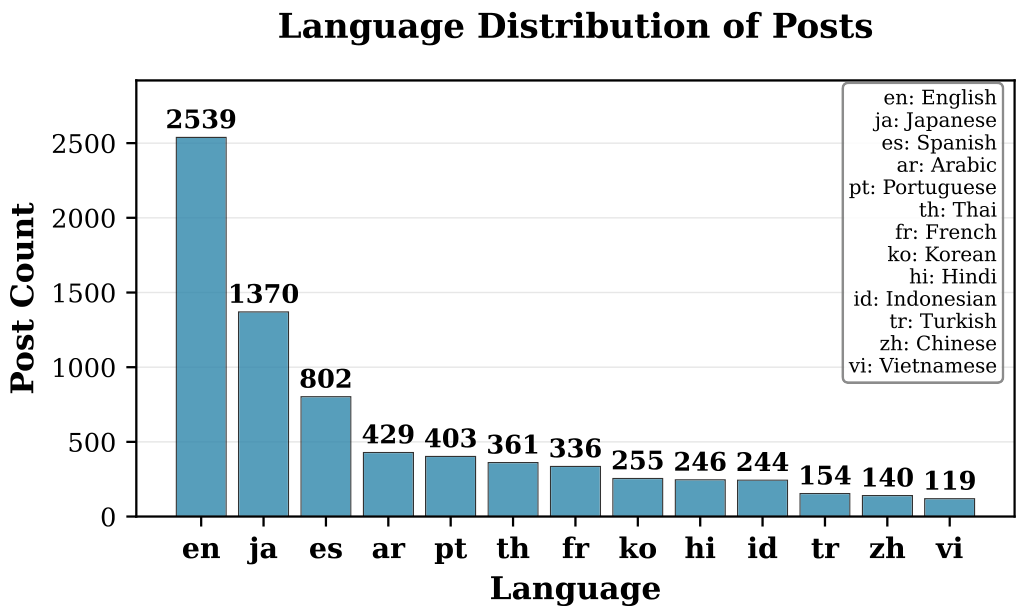 Language Distribution of Posts
Post Count
2500
2000
1500
1000
500
0
2539
1370
802
429
403
361
336
255
246
244
154
140
119
en: English
ja: Japanese
es: Spanish
ar: Arabic
pt: Portuguese
th: Thai
fr: French
ko: Korean
hi: Hindi
id: Indonesian
tr: Turkish
zh: Chinese
vi: Vietnamese
en ja es ar pt th fr ko hi id tr zh vi
Language